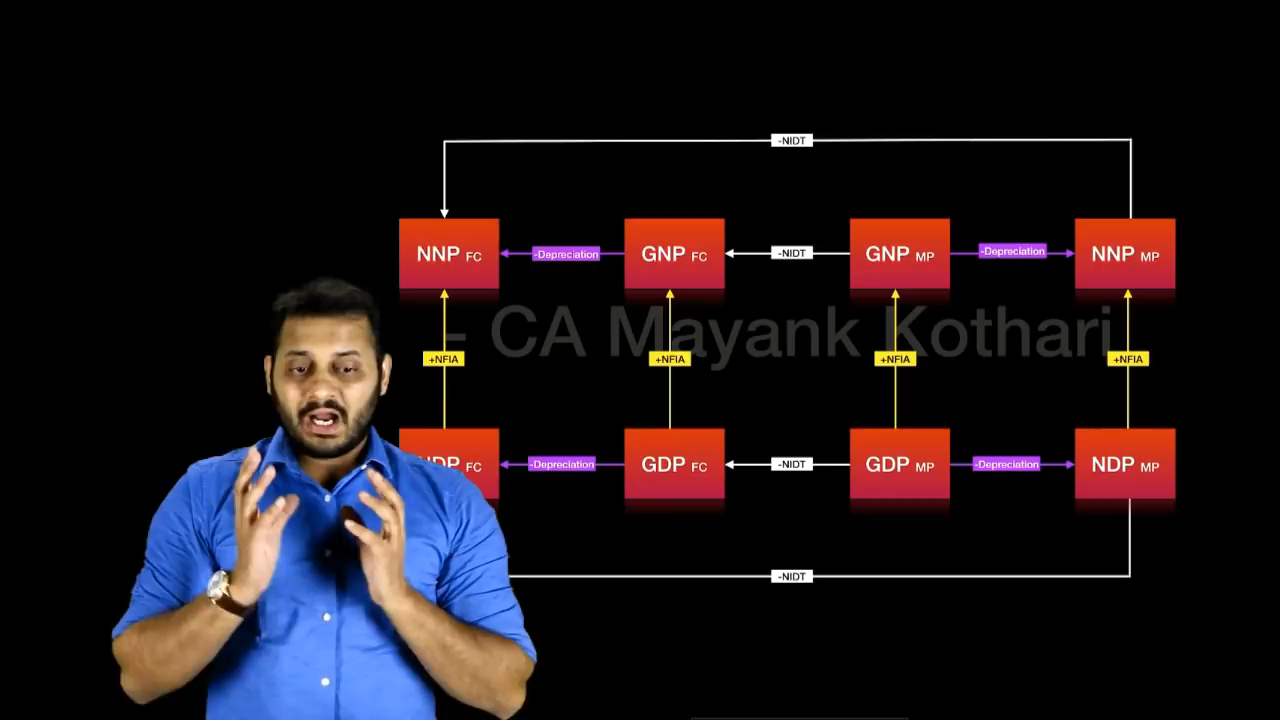 -NIDT
NNP FC
-Depreciation
GNP FC
-NIDT
GNP MP
-Depreciation
NNP MP
- CA Mayank Kothari
+NFIA
+NFIA
+NFIA
+NFIA
NDP FC
-Depreciation
GDP FC
-NIDT
GDP MP
-Depreciation
NDP MP
-NIDT